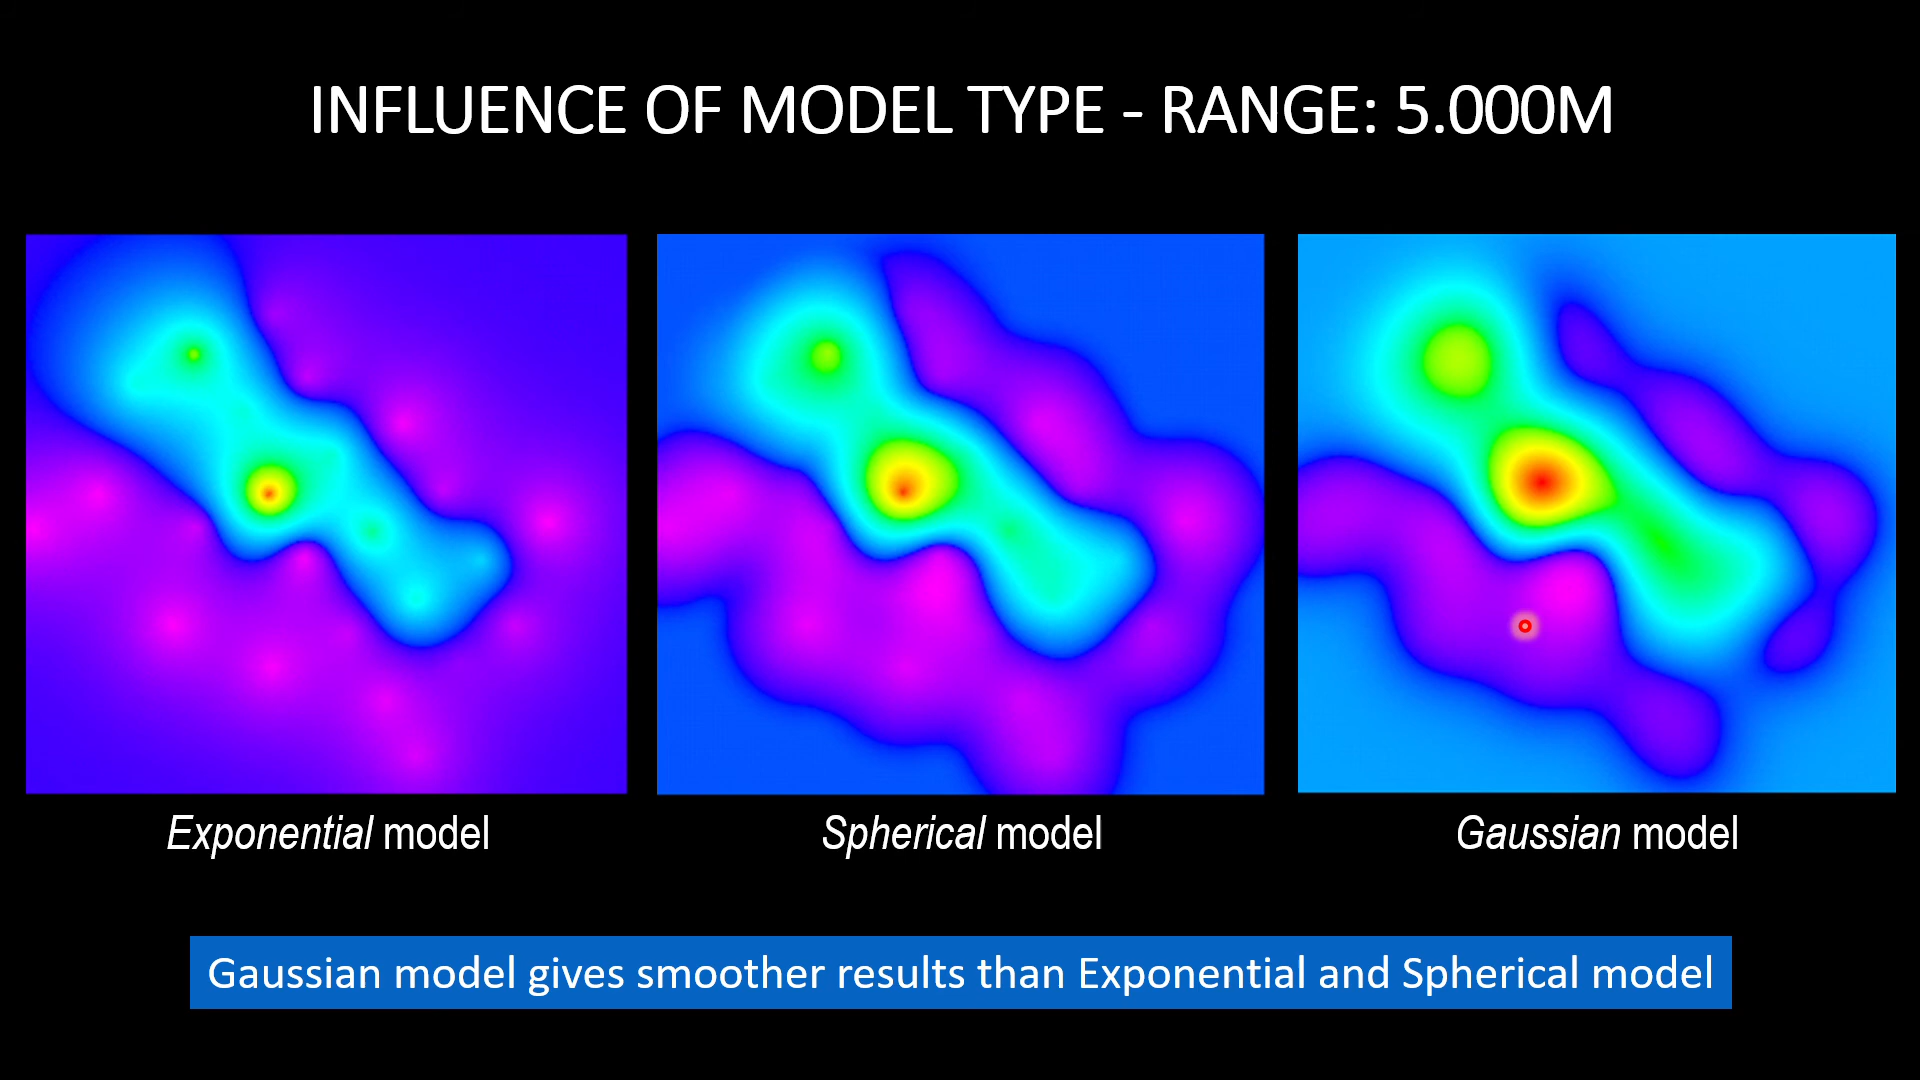 INFLUENCE OF MODEL TYPE - RANGE: 5.000M
Exponential model
Spherical model
Gaussian model
Gaussian model gives smoother results than Exponential and Spherical model